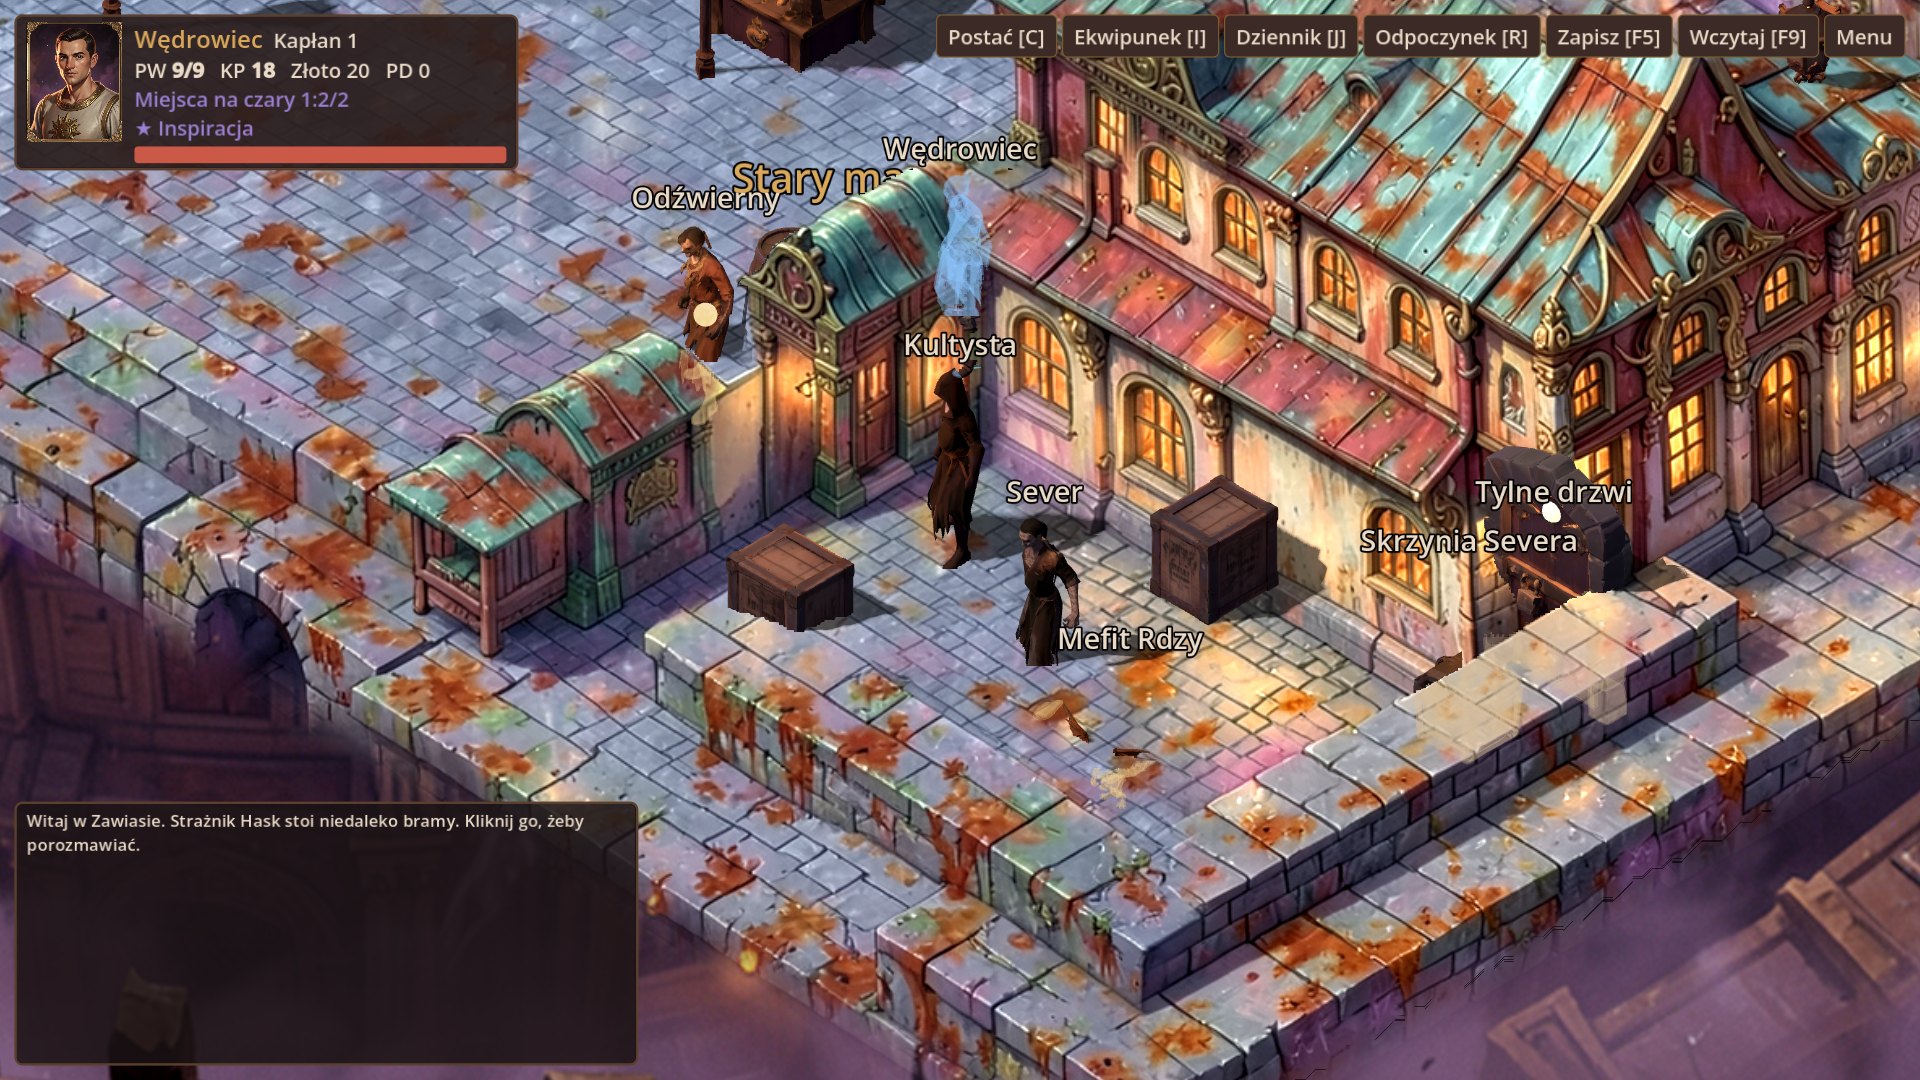 Wędrowiec Kapłan 1
PW 9/9 KP 18 Złoto 20 PD 0
Miejsca na czary 1:2/2
★ Inspiracja
Postać [C] Ekwipunek [I] Dziennik [J] Odpoczynek [R] Zapisz [F5] Wczytaj [F9] Menu
Wędrowiec
Stary
Odźwierny
Kultysta
Sever
Tylne drzwi
Skrzynia Severa
Mefit Rdzy
Witaj w Zawiasie. Strażnik Hask stoi niedaleko bramy. Kliknij go, żeby
porozmawiać.